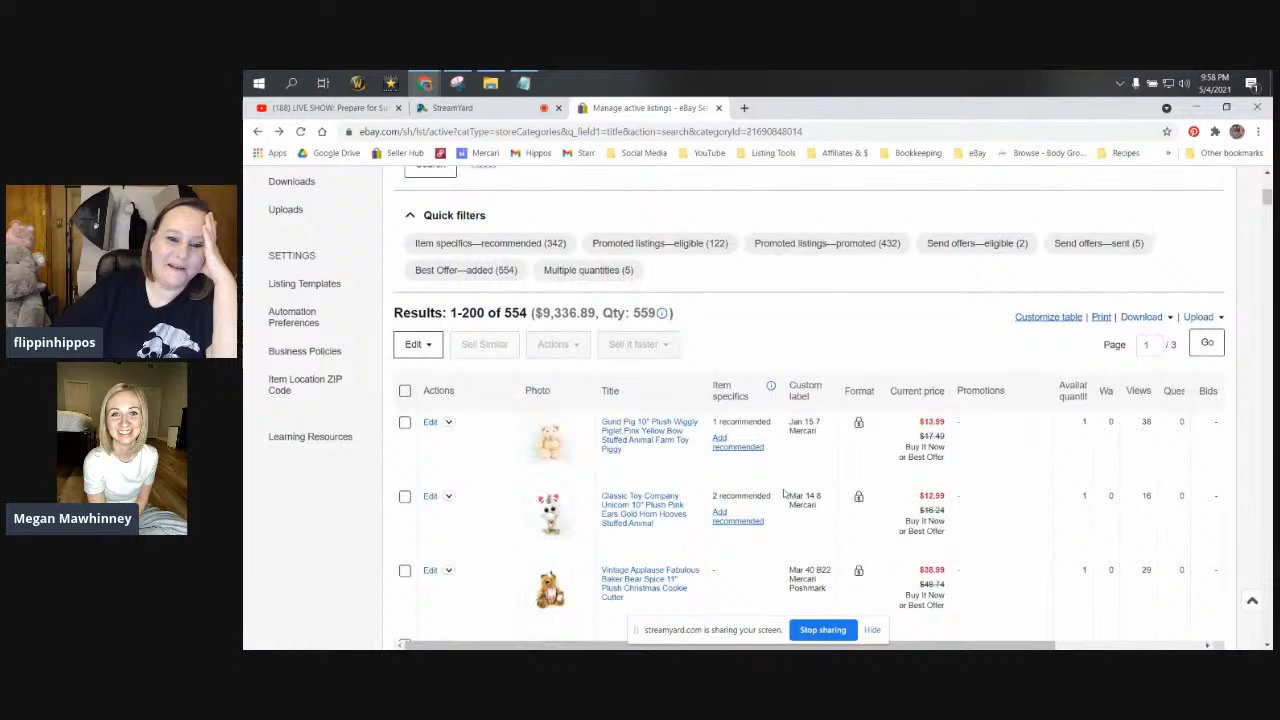 9:58 PM
5/4/2021
(188) LIVE SHOW: Prepare for Su
StreamYard
Manage active listings - eBay Se
ebay.com/sh/lst/active?catType=storeCategories&q_field1=title&action=search&categoryId=21690848014
Apps
Google Drive
Seller Hub
Mercari
Hippos
Starr
Social Media
YouTube
Listing Tools
Affiliates & $
Bookkeeping
eBay
Browse - Body Gro...
Recipes
»
Other bookmarks
Downloads
Uploads
SETTINGS
Listing Templates
Automation
Preferences
Business Policies
Item Location ZIP
Code
Learning Resources
Quick filters
Item specifics—recommended (342)
Promoted listings—eligible (122)
Promoted listings—promoted (432)
Send offers—eligible (2)
Send offers—sent (5)
Best Offer—added (554)
Multiple quantities (5)
Results: 1-200 of 554 ($9,336.89, Qty: 559)
Customize table | Print | Download | Upload
Edit
Sell Similar
Actions
Sell it faster
Page 1 / 3
Go
Actions
Photo
Title
Item
specifics
Custom
label
Format
Current price
Promotions
Availat
quantit
Wa
Views
Ques
Bids
Edit
Gund Pig 10" Plush Wiggly
Piglet Pink Yellow Bow
Stuffed Animal Farm Toy
Piggy
1 recommended
Add
recommended
Jan 15 7
Mercari
$13.99
$17.49
Buy It Now
or Best Offer
-
1
0
38
0
-
Edit
Classic Toy Company
Unicorn 10" Plush Pink
Ears Gold Horn Hooves
Stuffed Animal
2 recommended
Add
recommended
Mar 14 8
Mercari
$12.99
$16.24
Buy It Now
or Best Offer
-
1
0
16
0
-
Edit
Vintage Applause Fabulous
Baker Bear Spice 11"
Plush Christmas Cookie
Cutter
-
Mar 40 B22
Mercari
Poshmark
$38.99
$48.74
Buy It Now
or Best Offer
-
1
0
29
0
-
streamyard.com is sharing your screen.
Stop sharing
Hide
flippinhippos
Megan Mawhinney